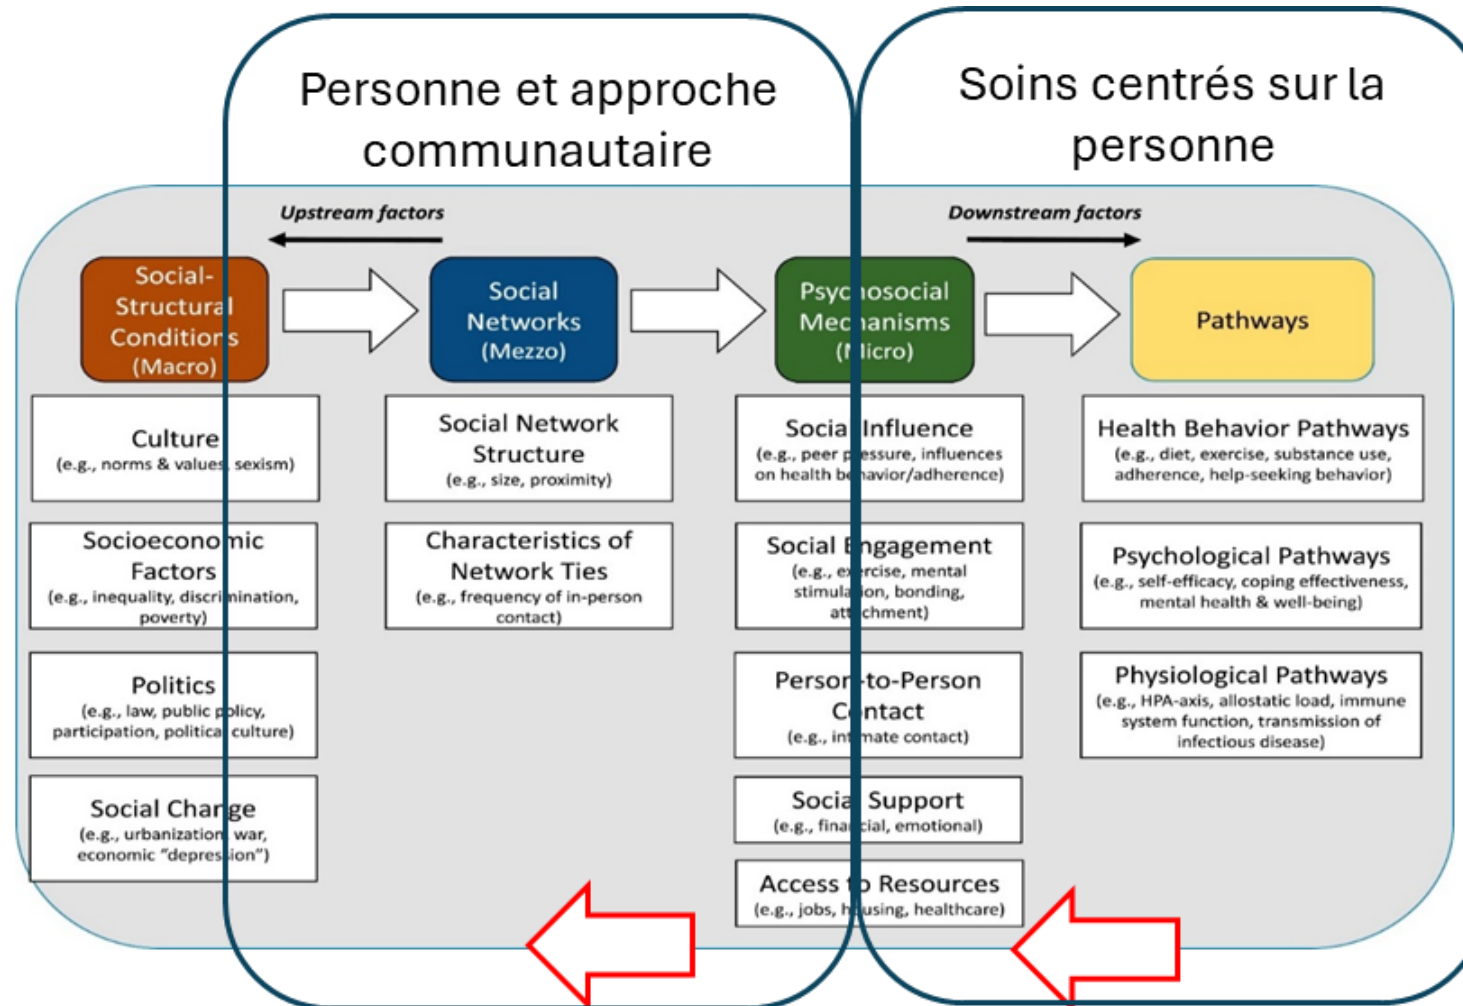 Personne et approche
communautaire
Soins centrés sur la
personne
Upstream factors
Downstream factors
Social-
Structural
Conditions
(Macro)
Social
Networks
(Mezzo)
Psychosocial
Mechanisms
(Micro)
Pathways
Culture
(e.g., norms & values, sexism)
Socioeconomic
Factors
(e.g., inequality, discrimination,
poverty)
Politics
(e.g., law, public policy,
participation, political culture)
Social Change
(e.g., urbanization, war,
economic “depression”)
Social Network
Structure
(e.g., size, proximity)
Characteristics of
Network Ties
(e.g., frequency of in-person
contact)
Social Influence
(e.g., peer pressure, influences
on health behavior/adherence)
Social Engagement
(e.g., exercise, mental
stimulation, bonding,
attachment)
Person-to-Person
Contact
(e.g., intimate contact)
Social Support
(e.g., financial, emotional)
Access to Resources
(e.g., jobs, housing, healthcare)
Health Behavior Pathways
(e.g., diet, exercise, substance use,
adherence, help-seeking behavior)
Psychological Pathways
(e.g., self-efficacy, coping effectiveness,
mental health & well-being)
Physiological Pathways
(e.g., HPA-axis, allostatic load, immune
system function, transmission of
infectious disease)